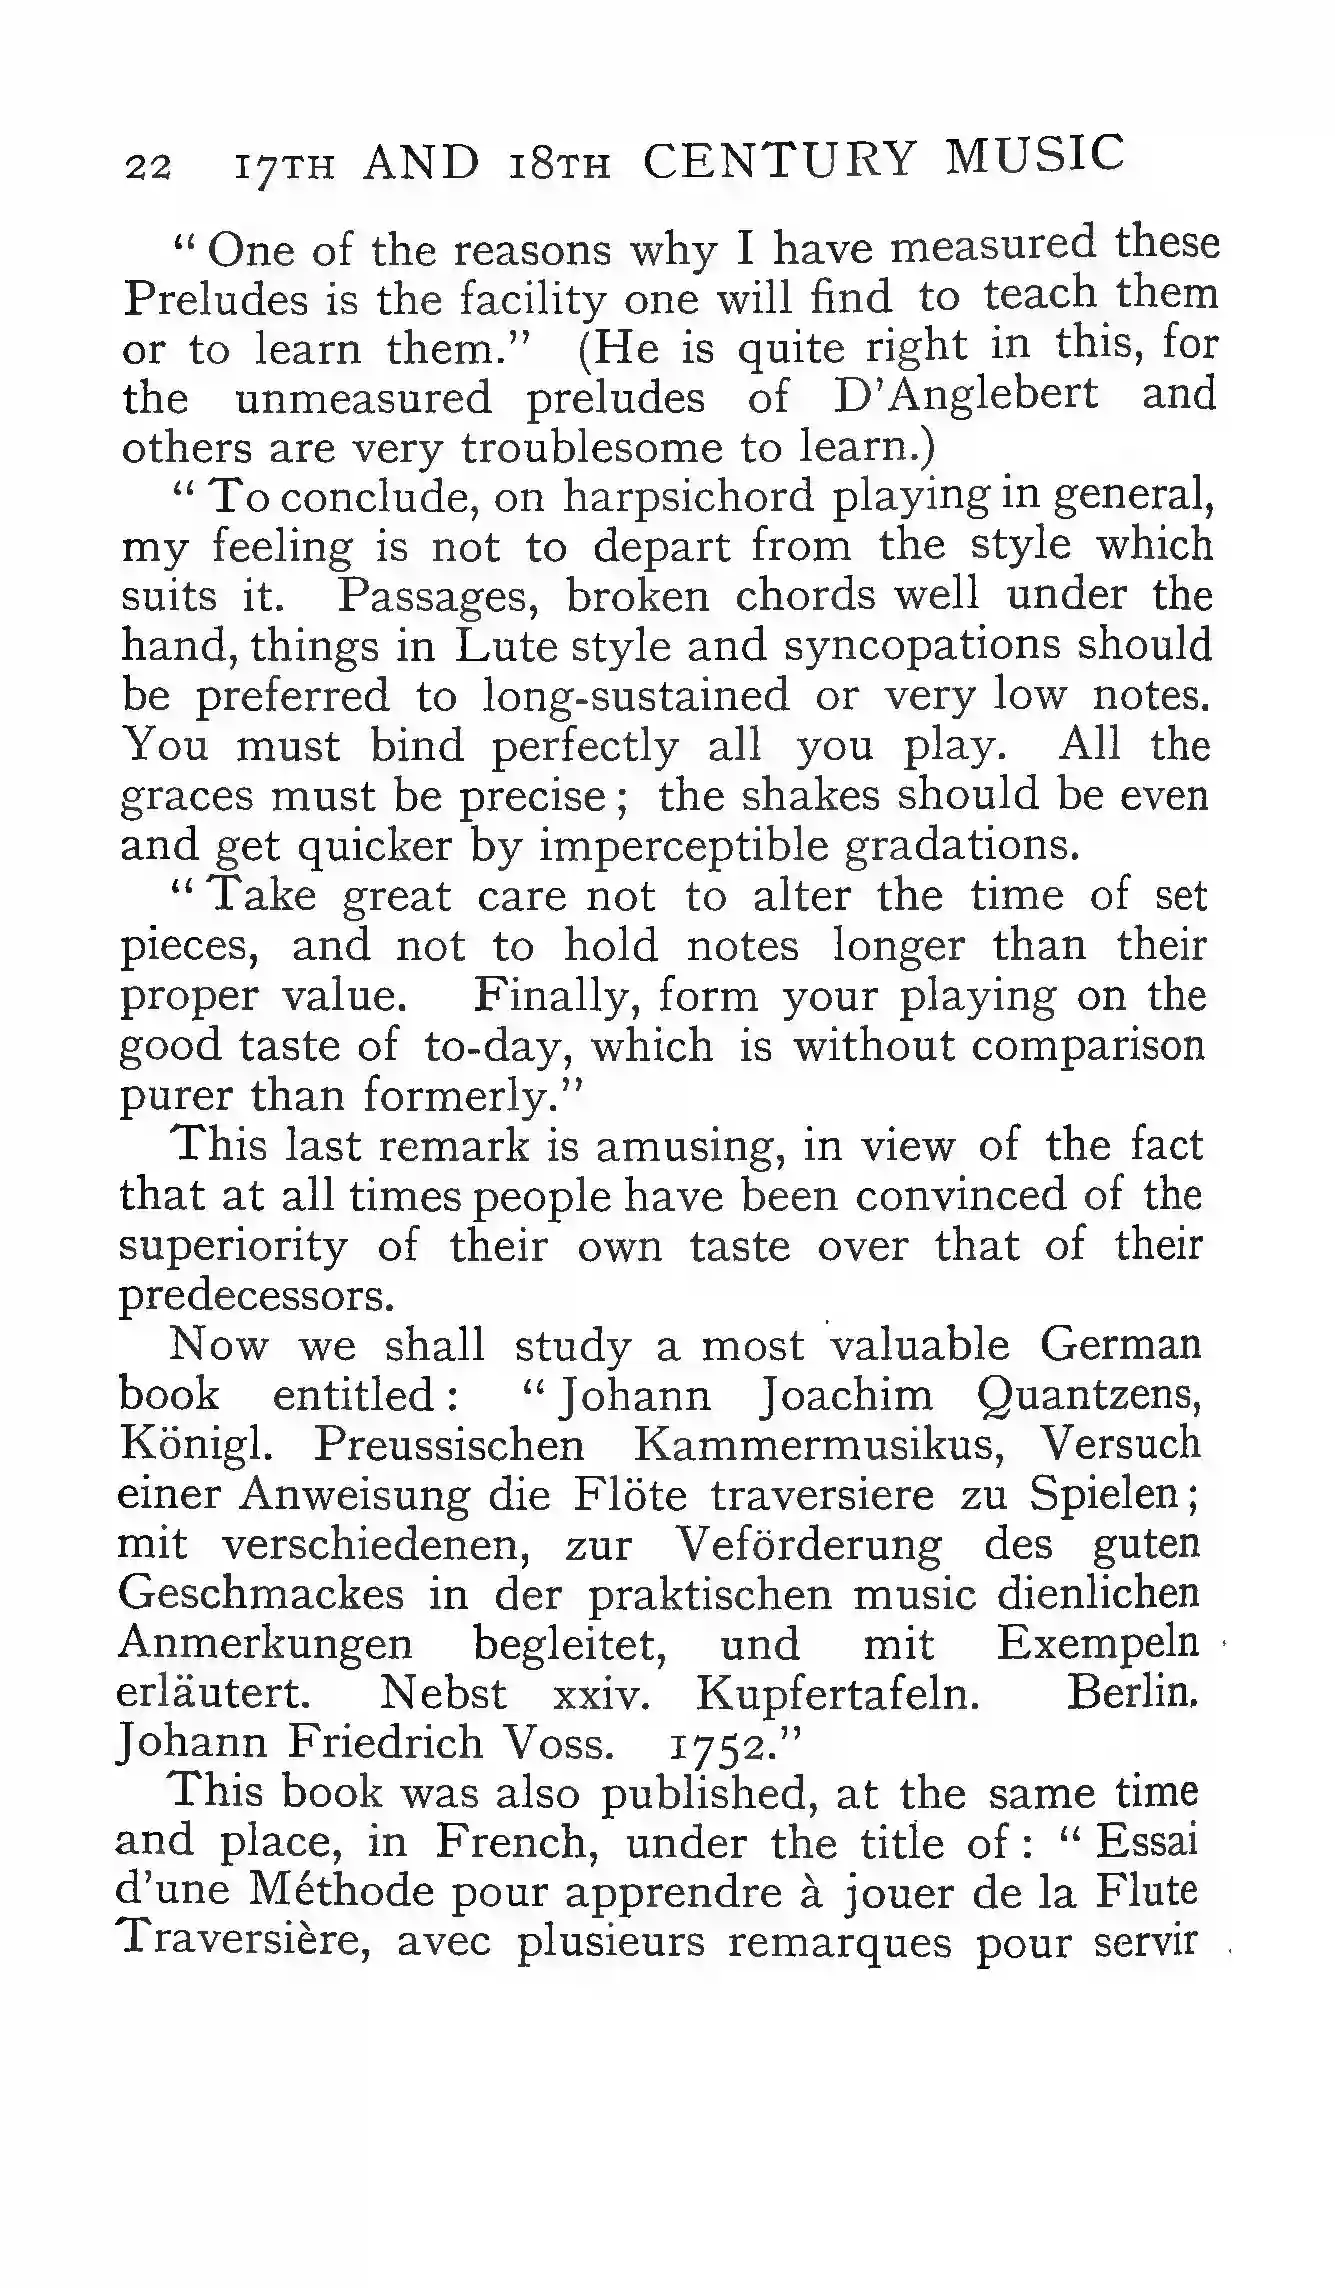 22 17TH AND 18TH CENTURY MUSIC
“ One of the reasons why I have measured these
Preludes is the facility one will find to teach them
or to learn them.” (He is quite right in this, for
the unmeasured preludes of D’Anglebert and
others are very troublesome to learn.)
“ To conclude, on harpsichord playing in general,
my feeling is not to depart from the style which
suits it. Passages, broken chords well under the
hand, things in Lute style and syncopations should
be preferred to long-sustained or very low notes.
You must bind perfectly all you play. All the
graces must be precise ; the shakes should be even
and get quicker by imperceptible gradations.
“ Take great care not to alter the time of set
pieces, and not to hold notes longer than their
proper value. Finally, form your playing on the
good taste of to-day, which is without comparison
purer than formerly.”
This last remark is amusing, in view of the fact
that at all times people have been convinced of the
superiority of their own taste over that of their
predecessors.
Now we shall study a most valuable German
book entitled : “ Johann Joachim Quantzens,
Königl. Preussischen Kammermusikus, Versuch
einer Anweisung die Flöte traversiere zu Spielen ;
mit verschiedenen, zur Veförderung des guten
Geschmackes in der praktischen music dienlichen
Anmerkungen begleitet, und mit Exempeln
erläutert. Nebst xxiv. Kupfertafeln. Berlin.
Johann Friedrich Voss. 1752.”
This book was also published, at the same time
and place, in French, under the title of : “ Essai
d’une Méthode pour apprendre à jouer de la Flute
Traversière, avec plusieurs remarques pour servir